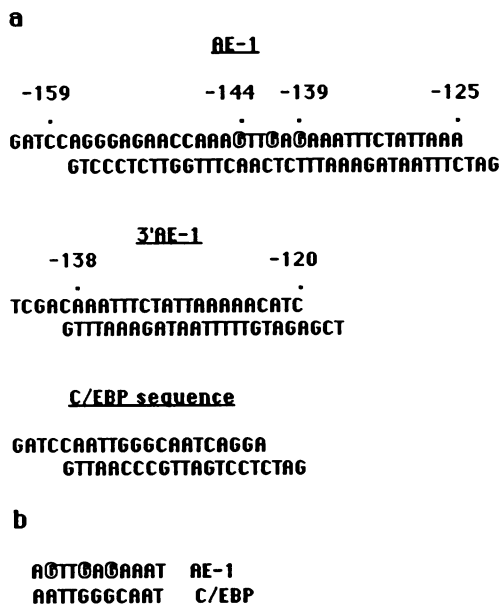 a
AE-1
-159 -144 -139 -125
GATCCAGGGAGAACCAAAGTTGAGAAATTTCTATTAAA
GTCCCTCTTGGTTTCAACTCTTTAAAGATAATTTCTAG
3'AE-1
-138 -120
TCGACAAATTTCTATTAAAAACATC
GTTTAAAGATAATTTTTGTAGAGCT
C/EBP sequence
GATCCAATTGGGCAATCAGGA
GTTAACCCGTTAGTCCTCTAG
b
AGTTGAGAAAT AE-1
AATTGGGCAAT C/EBP